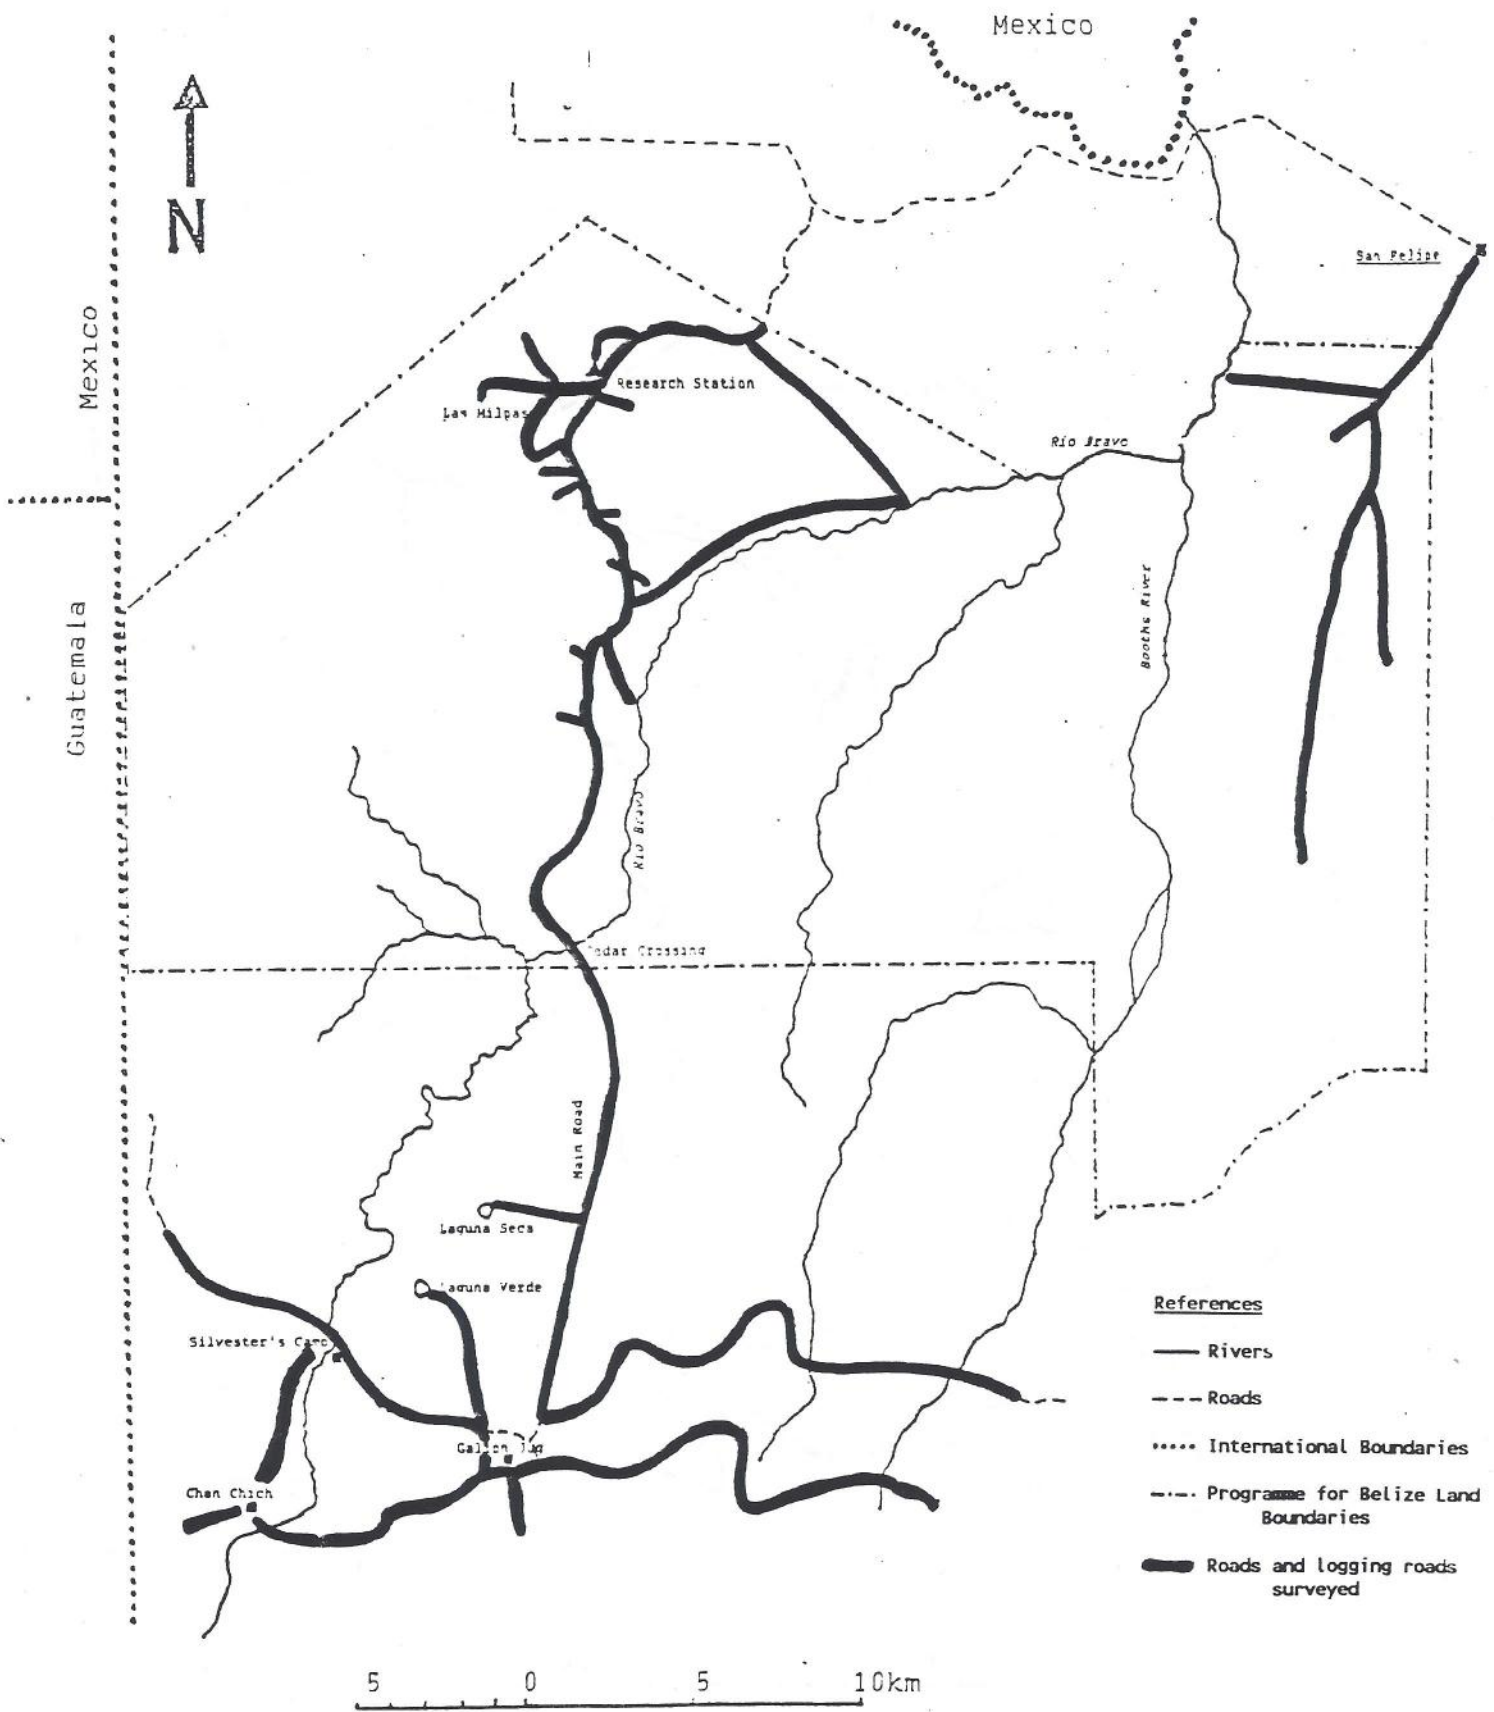 Mexico
N
San Felipe
Mexico
Research Station
Las Milpas
Rio Bravo
Booths River
Guatemala
Rio Bravo
Crossing
Main Road
Laguna Seca
Laguna Verde
References
Rivers
Silvester's Camp
Roads
Gallon Jug
International Boundaries
Chan Chich
Programme for Belize Land
Boundaries
Roads and logging roads
surveyed
5 0 5 10km